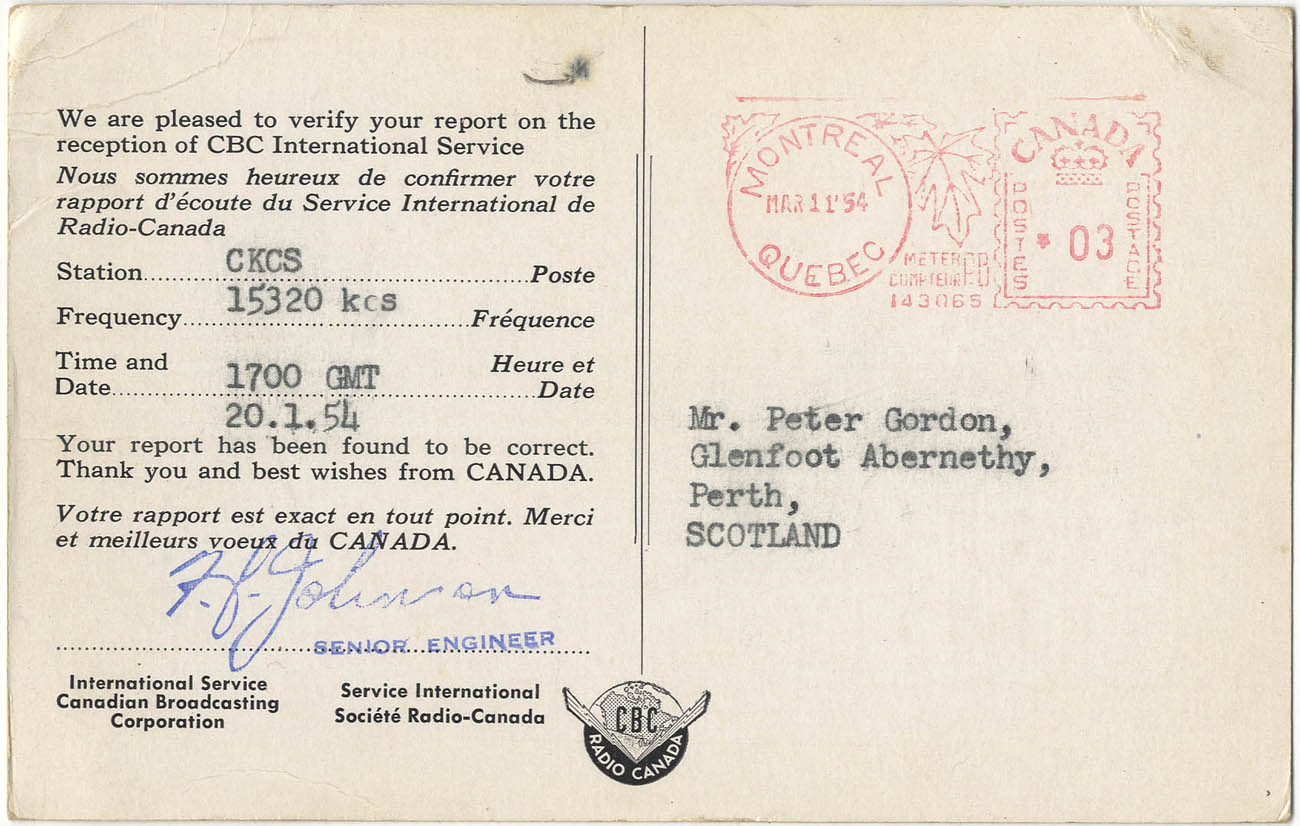 We are pleased to verify your report on the
reception of CBC International Service
Nous sommes heureux de confirmer votre
rapport d'écoute du Service International de
Radio-Canada
Station CKCS Poste
Frequency 15320 kcs Fréquence
Time and Heure et
Date 1700 GMT Date
20.1.54
Your report has been found to be correct.
Thank you and best wishes from CANADA.
Votre rapport est exact en tout point. Merci
et meilleurs voeux du CANADA.
Johnson
SENIOR ENGINEER
International Service
Canadian Broadcasting
Corporation
Service International
Société Radio-Canada
CBC
RADIO CANADA
MONTREAL
MAR 11 '54
QUEBEC
METER
COMPTEUR
143065
CANADA
POSTES
* 03
POSTAGE
Mr. Peter Gordon,
Glenfoot Abernethy,
Perth,
SCOTLAND